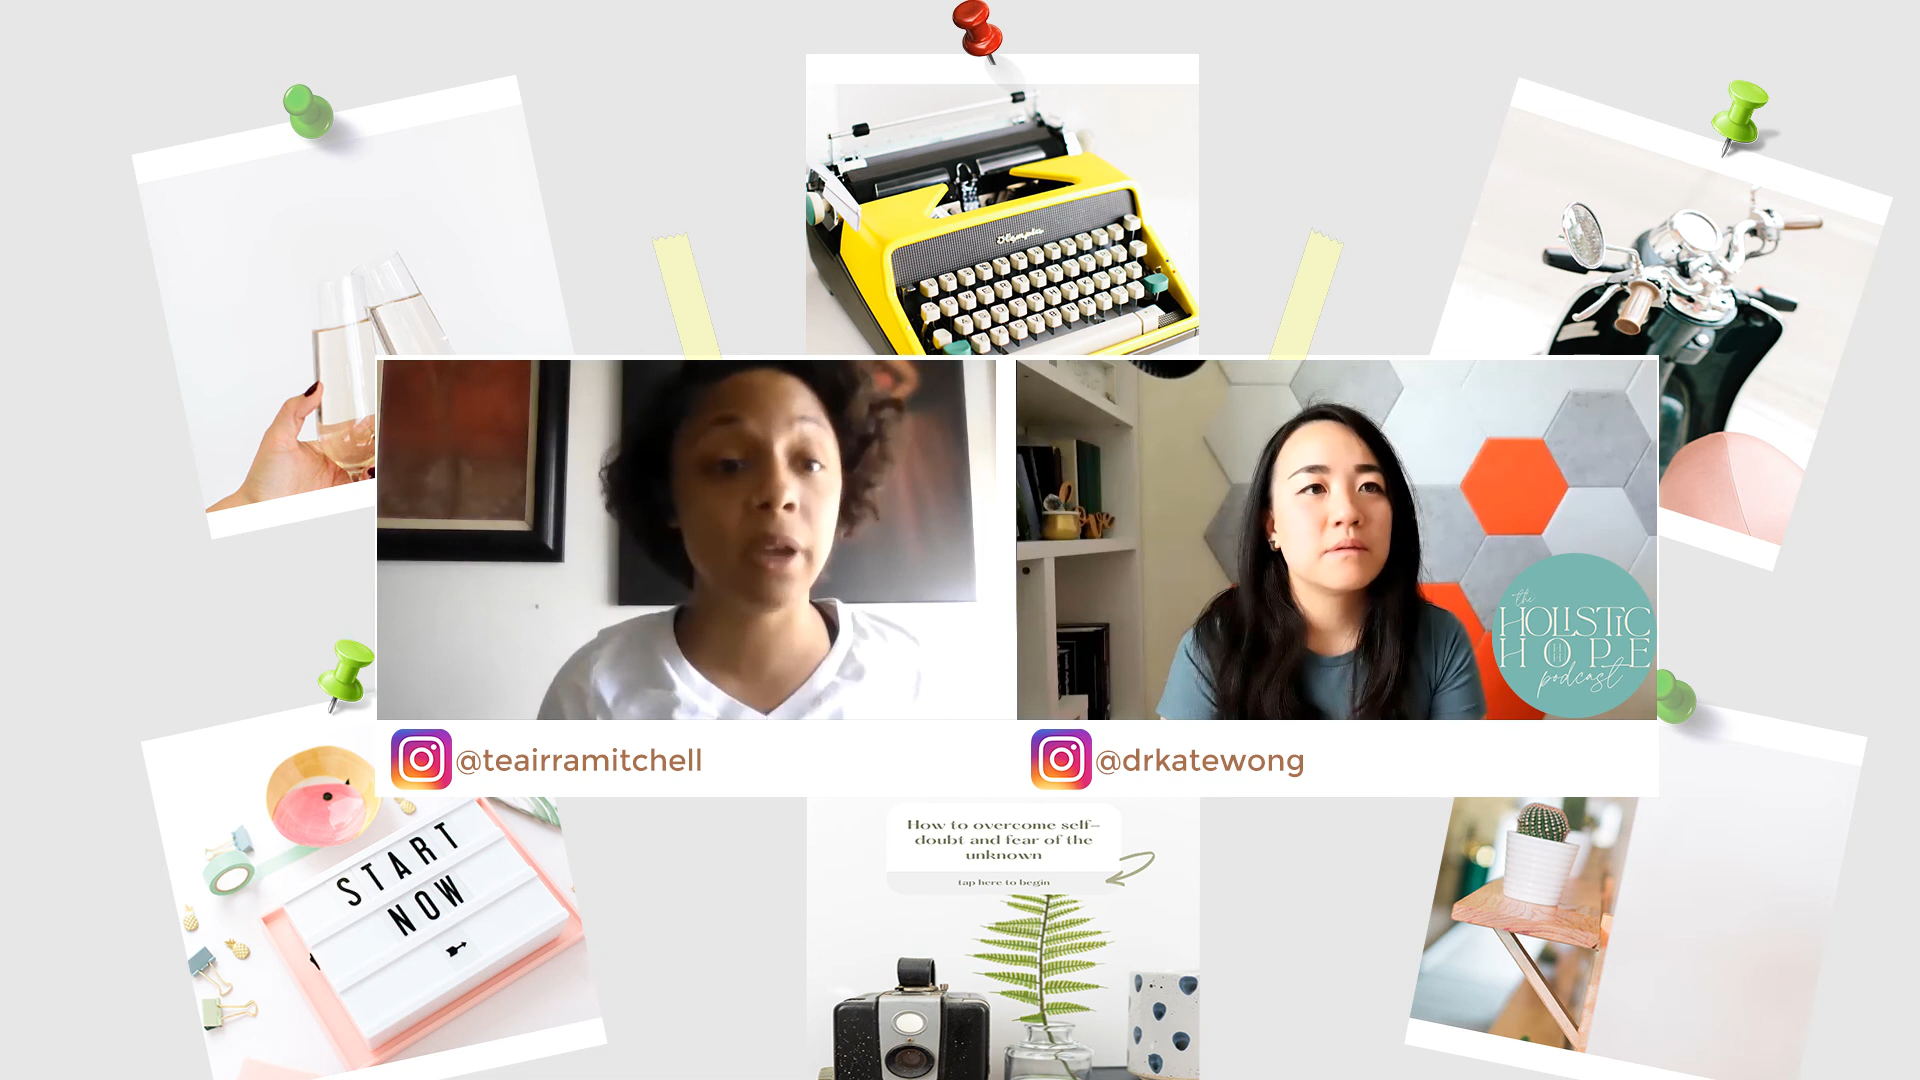 Olympia
@teairramitchell
@drkatewong
the
HOLISTIC
HOPE
podcast
START
NOW
How to overcome self-
doubt and fear of the
unknown
tap here to begin